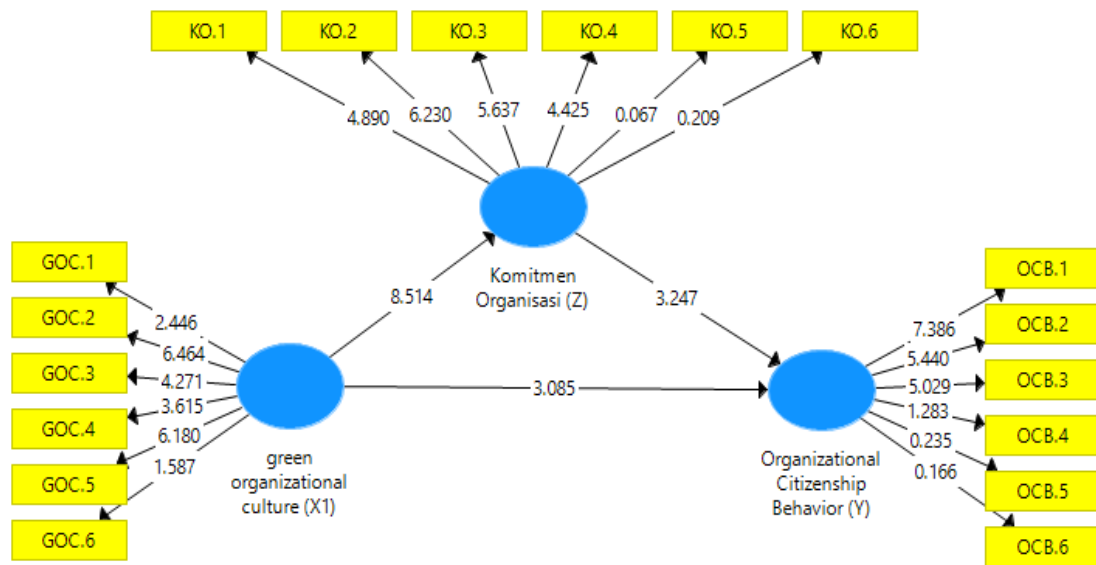 KO.1
KO.2
KO.3
KO.4
KO.5
KO.6
4.890
6.230
5.637
4.425
0.067
0.209
Komitmen
Organisasi (Z)
8.514
3.247
GOC.1
GOC.2
GOC.3
GOC.4
GOC.5
GOC.6
2.446
6.464
4.271
3.615
6.180
1.587
green
organizational
culture (X1)
3.085
7.386
5.440
5.029
1.283
0.235
0.166
Organizational
Citizenship
Behavior (Y)
OCB.1
OCB.2
OCB.3
OCB.4
OCB.5
OCB.6